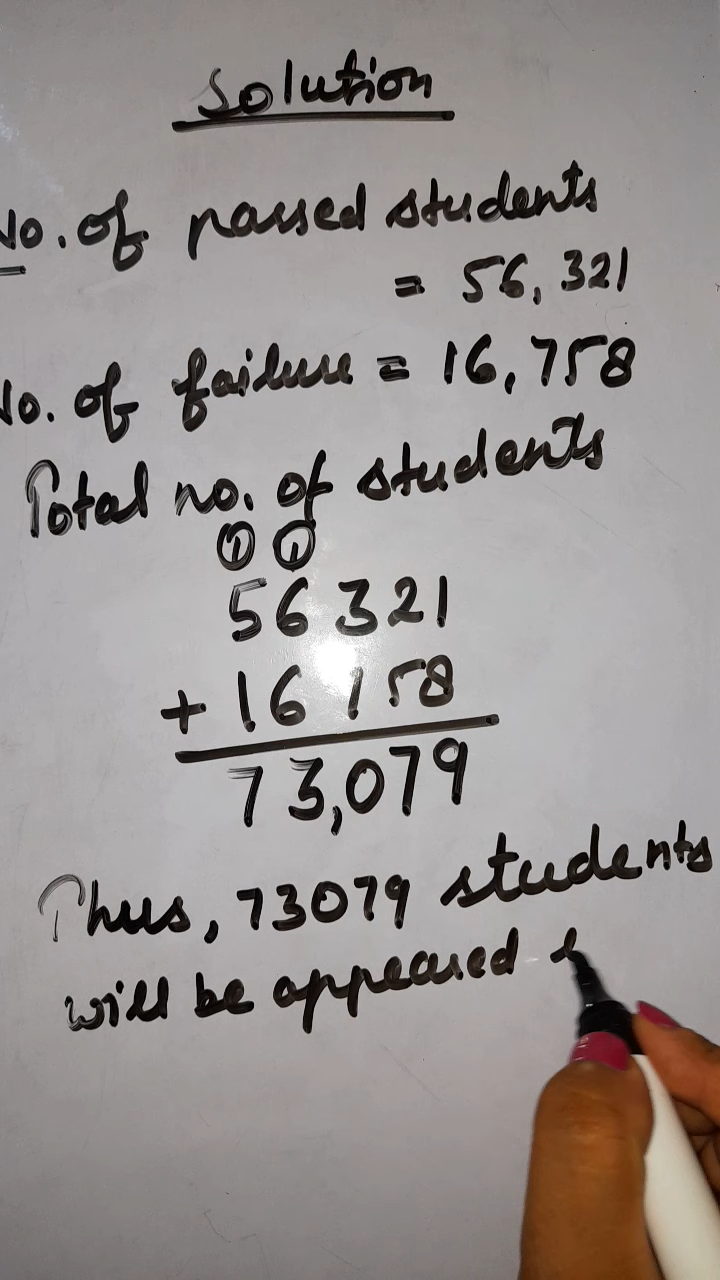 Solution
No. of passed students
= 56,321
No. of failure = 16,758
Total no. of students
1 1
56321
+ 16758
73,079
Thus, 73079 students
will be appeared